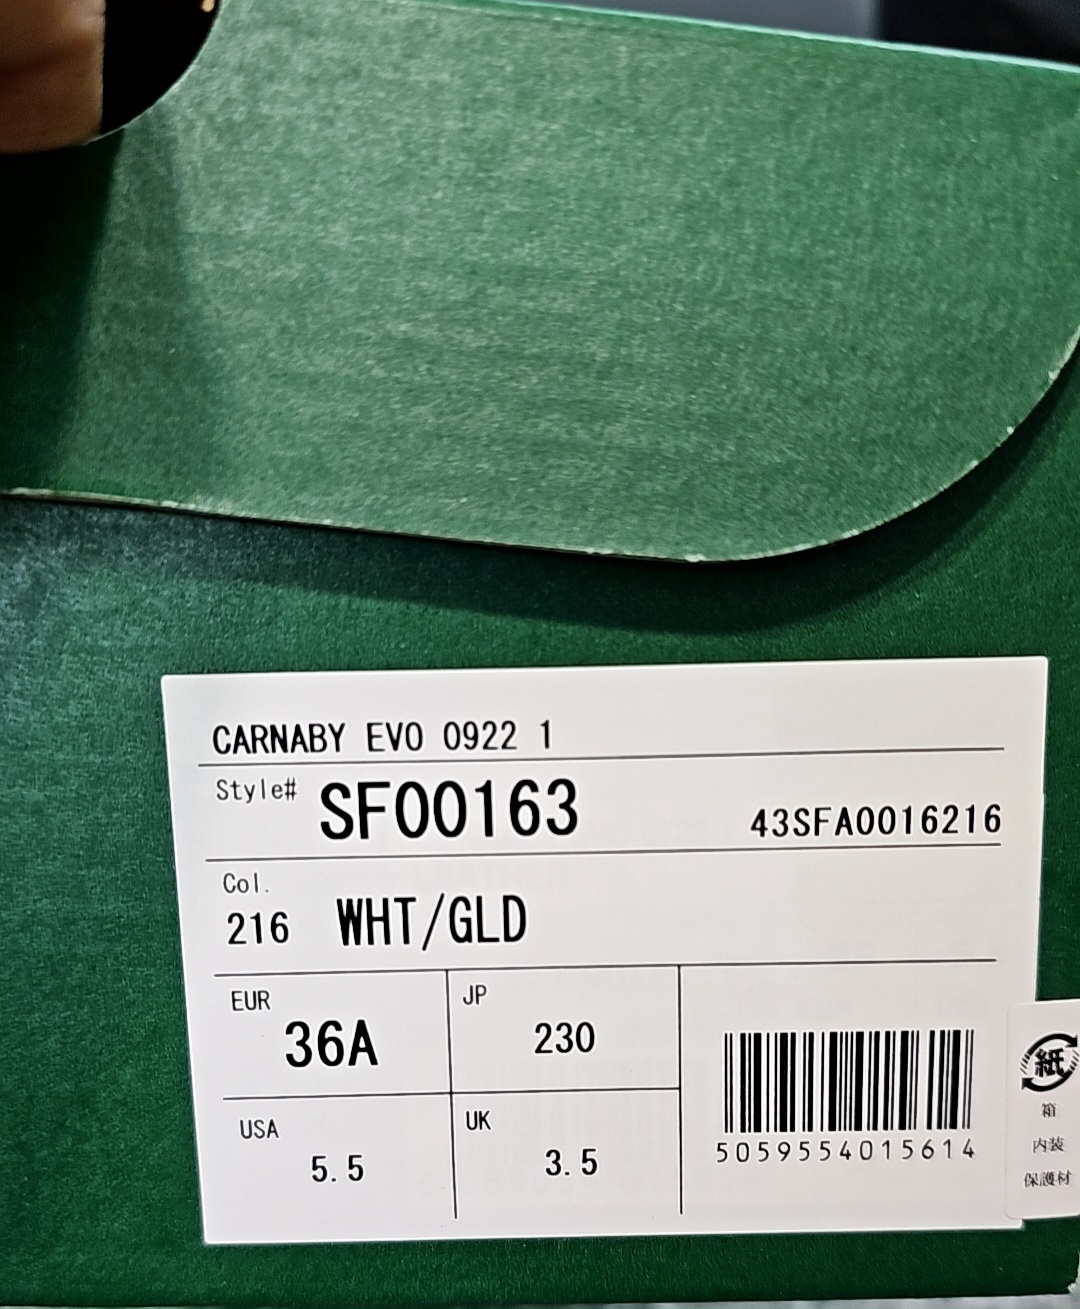 CARNABY EVO 0922 1
Style# SF00163 43SFA0016216
Col.
216 WHT/GLD
EUR
36A
JP
230
USA
5.5
UK
3.5
5059554015614
紙
箱
内装
保護材